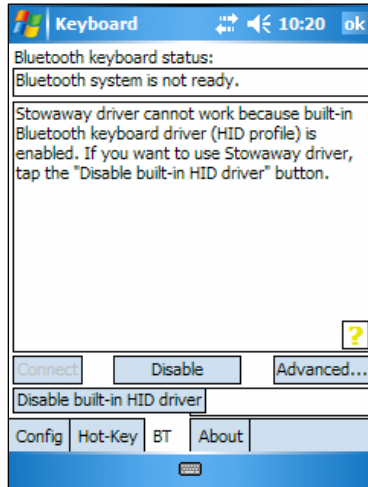 Keyboard 10:20 ok
Bluetooth keyboard status:
Bluetooth system is not ready.
Stowaway driver cannot work because built-in
Bluetooth keyboard driver (HID profile) is
enabled. If you want to use Stowaway driver,
tap the "Disable built-in HID driver" button.
?
Connect Disable Advanced...
Disable built-in HID driver
Config Hot-Key BT About